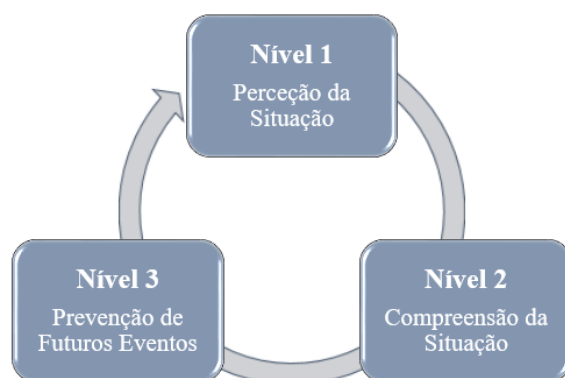 Nível 1
Perceção da
Situação
Nível 3
Prevenção de
Futuros Eventos
Nível 2
Compreensão da
Situação